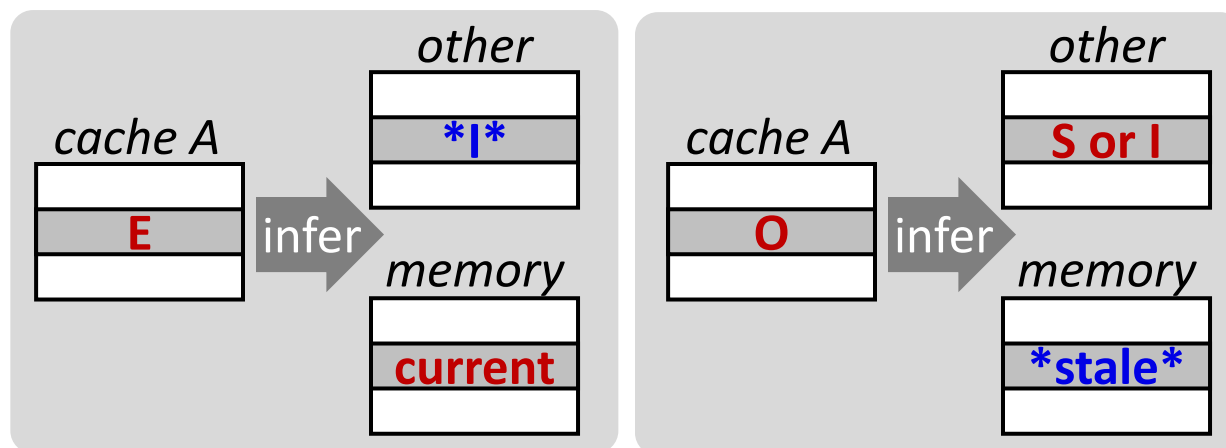 other
cache A
*I*
E
infer
memory
current
other
cache A
S or I
O
infer
memory
*stale*